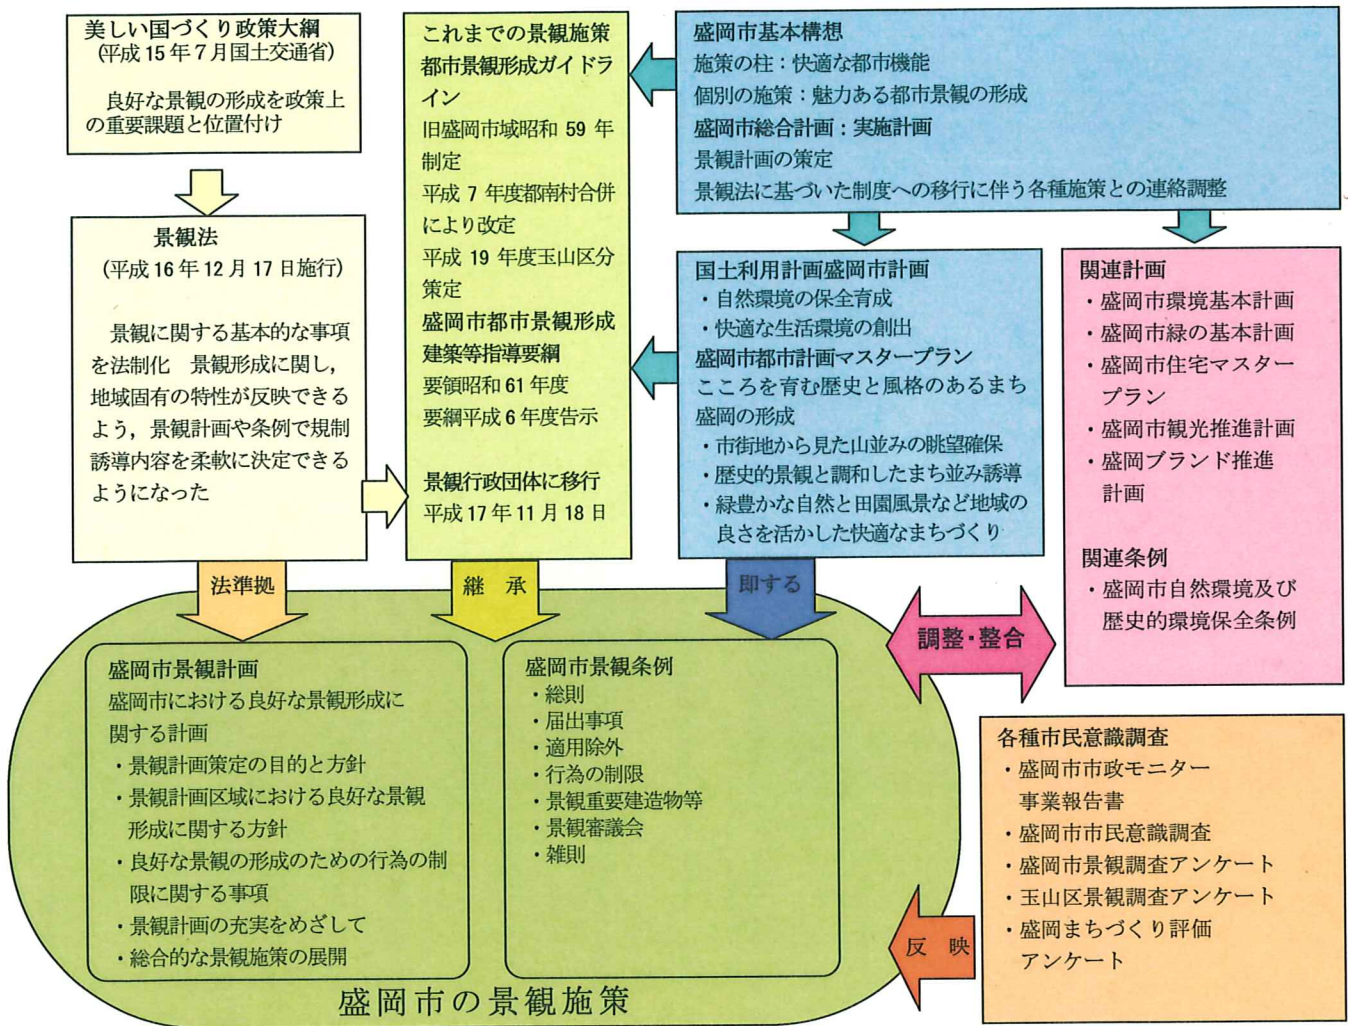 美しい国づくり政策大綱
(平成15年7月国土交通省)
良好な景観の形成を政策上
の重要課題と位置付け
景観法
(平成16年12月17日施行)
景観に関する基本的な事項
を法制化　景観形成に関し,
地域固有の特性が反映できる
よう，景観計画や条例で規制
誘導内容を柔軟に決定できる
ようになった
これまでの景観施策
都市景観形成ガイドラ
イン
旧盛岡市域昭和 59 年
制定
平成 7 年度都南村合併
により改定
平成 19 年度玉山区分
策定
盛岡市都市景観形成
建築等指導要綱
要領昭和 61 年度
要綱平成 6 年度告示
景観行政団体に移行
平成 17 年 11 月 18 日
盛岡市基本構想
施策の柱：快適な都市機能
個別の施策：魅力ある都市景観の形成
盛岡市総合計画：実施計画
景観計画の策定
景観法に基づいた制度への移行に伴う各種施策との連絡調整
国土利用計画盛岡市計画
・自然環境の保全育成
・快適な生活環境の創出
盛岡市都市計画マスタープラン
こころを育む歴史と風格のあるまち
盛岡の形成
・市街地から見た山並みの眺望確保
・歴史的景観と調和したまち並み誘導
・緑豊かな自然と田園風景など地域の
良さを活かした快適なまちづくり
関連計画
・盛岡市環境基本計画
・盛岡市緑の基本計画
・盛岡市住宅マスター
プラン
・盛岡市観光推進計画
・盛岡ブランド推進
計画
関連条例
・盛岡市自然環境及び
歴史的環境保全条例
法準拠
継　承
即する
調整・整合
盛岡市景観計画
盛岡市における良好な景観形成に
関する計画
・景観計画策定の目的と方針
・景観計画区域における良好な景観
形成に関する方針
・良好な景観の形成のための行為の制
限に関する事項
・景観計画の充実をめざして
・総合的な景観施策の展開
盛岡市景観条例
・総則
・届出事項
・適用除外
・行為の制限
・景観重要建造物等
・景観審議会
・雑則
各種市民意識調査
・盛岡市市政モニター
事業報告書
・盛岡市市民意識調査
・盛岡市景観調査アンケート
・玉山区景観調査アンケート
・盛岡まちづくり評価
アンケート
反　映
盛岡市の景観施策